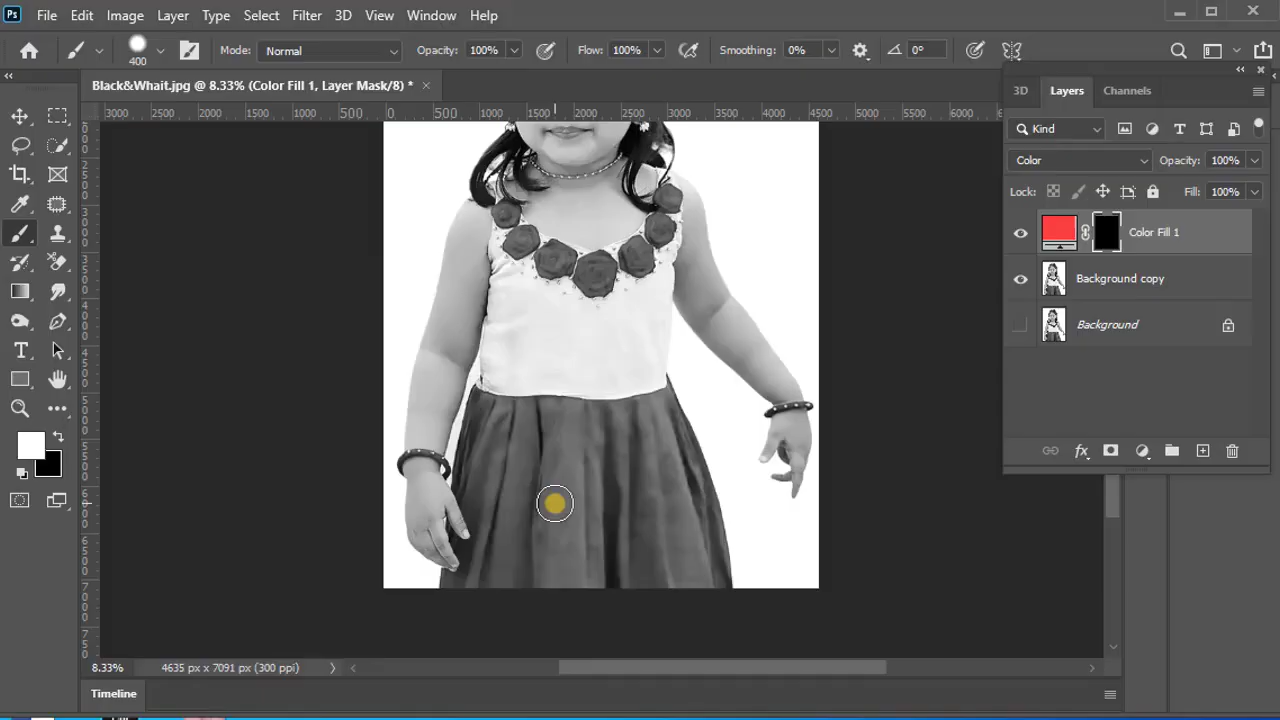 Ps File Edit Image Layer Type Select Filter 3D View Window Help
400 Mode: Normal Opacity: 100% Flow: 100% Smoothing: 0% 0°
Black&Whait.jpg @ 8.33% (Color Fill 1, Layer Mask/8) * ×
3000 2500 2000 1500 1000 500 0 500 1000 1500 2000 2500 3000 3500 4000 4500 5000 5500 6
3D Layers Channels
Kind
Color Opacity: 100%
Lock: Fill: 100%
Color Fill 1
Background copy
Background
T
8.33% 4635 px x 7091 px (300 ppi)
Timeline